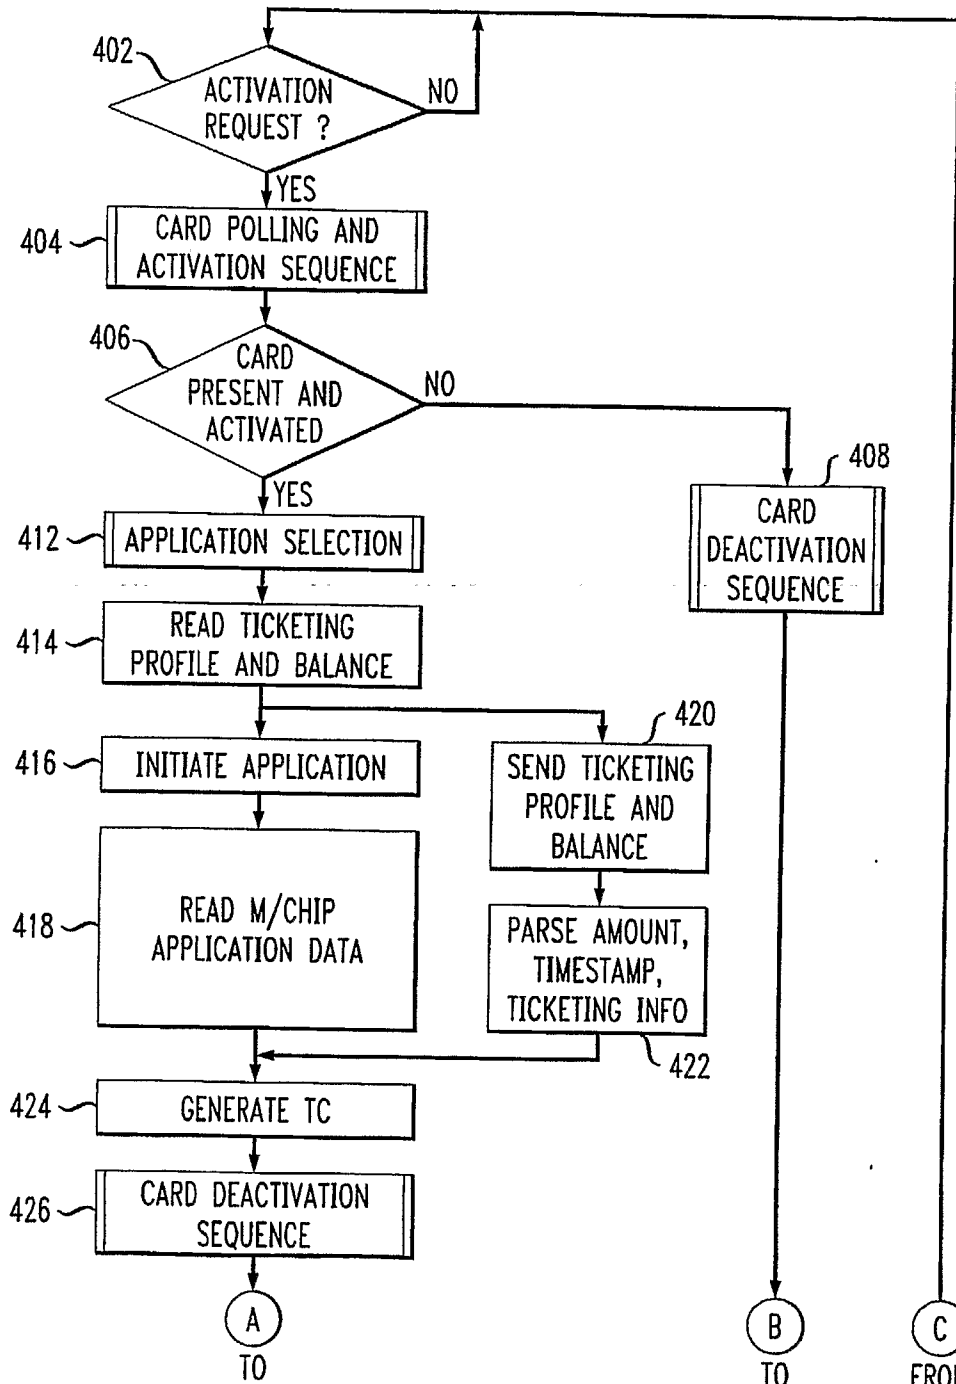 402
ACTIVATION
REQUEST ?
NO
YES
404
CARD POLLING AND
ACTIVATION SEQUENCE
406
CARD
PRESENT AND
ACTIVATED
NO
YES
408
CARD
DEACTIVATION
SEQUENCE
412
APPLICATION SELECTION
414
READ TICKETING
PROFILE AND BALANCE
416
INITIATE APPLICATION
420
SEND TICKETING
PROFILE AND
BALANCE
418
READ M/CHIP
APPLICATION DATA
PARSE AMOUNT,
TIMESTAMP,
TICKETING INFO
422
424
GENERATE TC
426
CARD DEACTIVATION
SEQUENCE
A
TO
B
TO
C
FROM